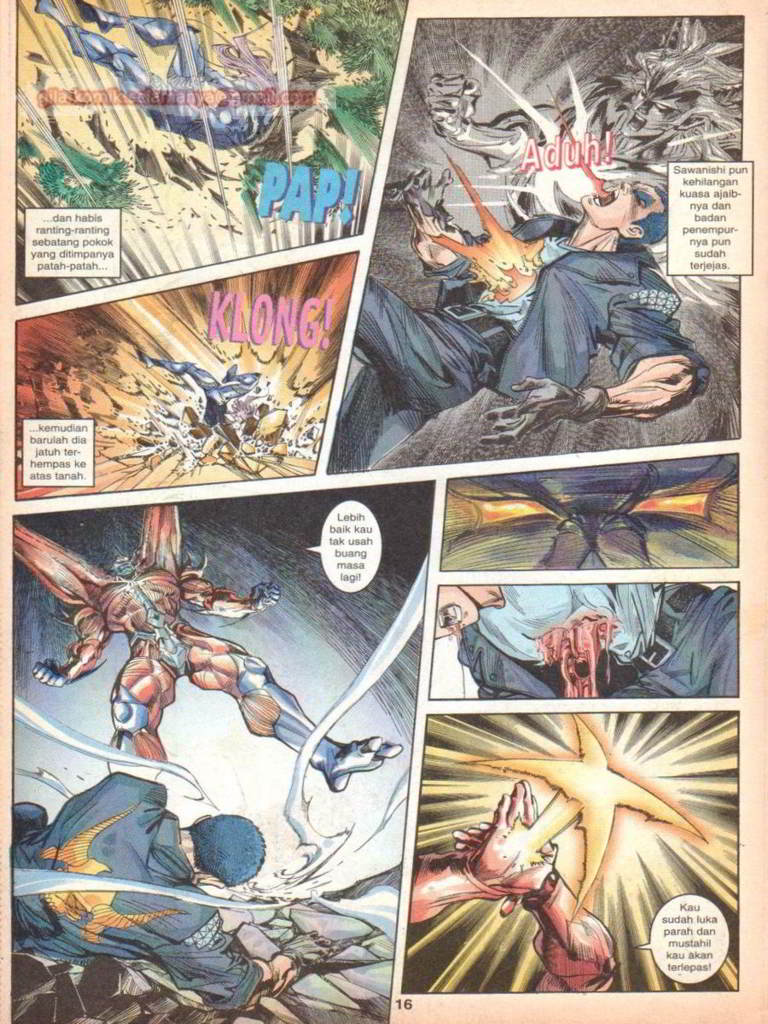 PAP!
...dan habis
ranting-ranting
sebatang pokok
yang ditimpanya
patah-patah...
Aduh!
Sawanishi pun
kehilangan
kuasa ajaib-
nya dan
badan
penempur-
nya pun
sudah
terjejas.
KLONG!
...kemudian
barulah dia
jatuh ter-
hempas ke
atas tanah.
Lebih
baik kau
tak usah
buang
masa
lagi!
Kau
sudah luka
parah dan
mustahil
kau akan
terlepas!
16